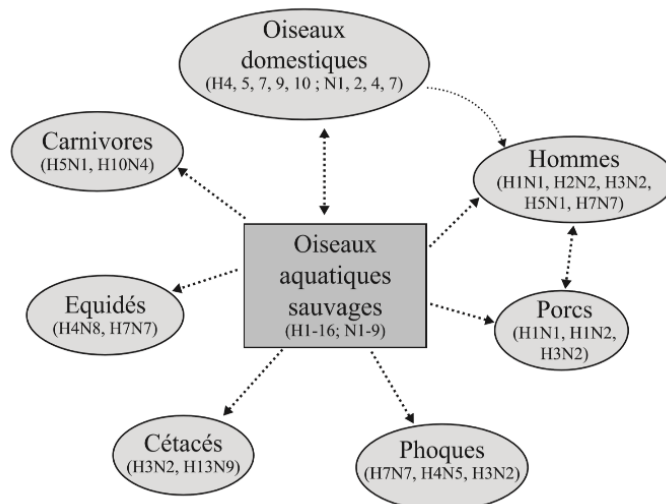 Oiseaux
domestiques
(H4, 5, 7, 9, 10 ; N1, 2, 4, 7)
Carnivores
(H5N1, H10N4)
Hommes
(H1N1, H2N2, H3N2,
H5N1, H7N7)
Oiseaux
aquatiques
sauvages
(H1-16; N1-9)
Equidés
(H4N8, H7N7)
Porcs
(H1N1, H1N2,
H3N2)
Cétacés
(H3N2, H13N9)
Phoques
(H7N7, H4N5, H3N2)